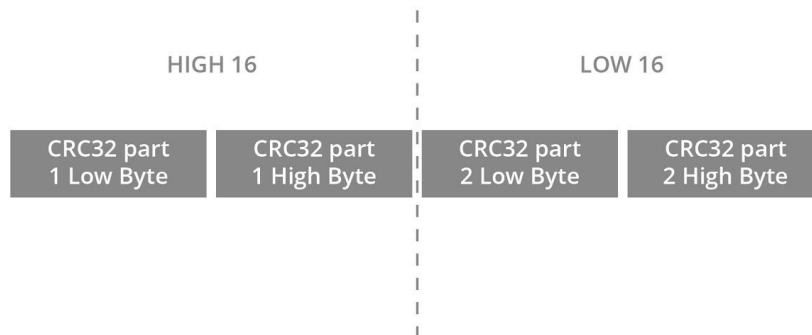 HIGH 16
LOW 16
CRC32 part
1 Low Byte
CRC32 part
1 High Byte
CRC32 part
2 Low Byte
CRC32 part
2 High Byte